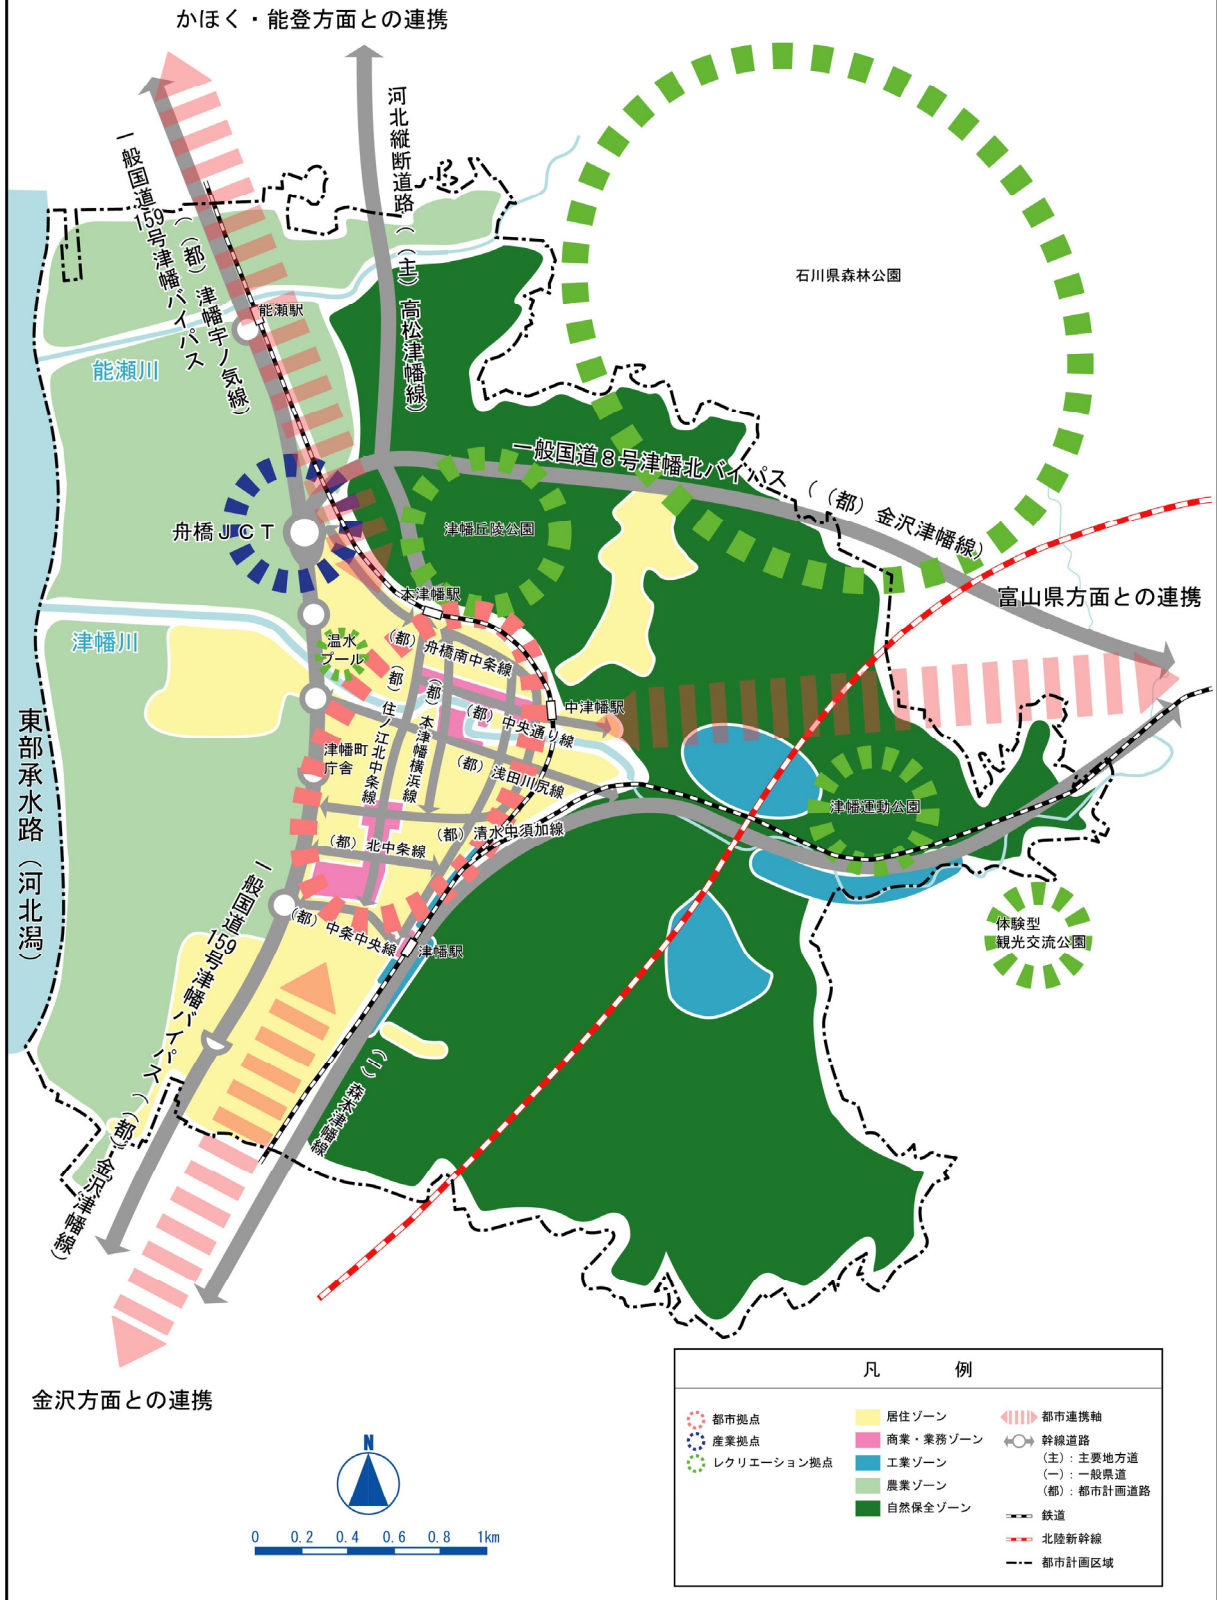 かほく・能登方面との連携
河北縦断道路（（主）高松津幡線）
一般国道159号津幡バイパス
（（都）津幡宇ノ気線）
石川県森林公園
能瀬駅
能瀬川
一般国道８号津幡北バイパス（（都）金沢津幡線）
舟橋ＪＣＴ
津幡丘陵公園
本津幡駅
富山県方面との連携
津幡川
温水
プール
（都）舟橋南中条線
（都）住ノ江北中条線
（都）本津幡横浜線
（都）中央通り線
中津幡駅
津幡町
庁舎
（都）浅田川尻線
東部承水路（河北潟）
津幡運動公園
（都）清水中須加線
（都）北中条線
一般国道159号津幡バイパス（（都）金沢津幡線）
（都）中条中央線
津幡駅
体験型
観光交流公園
（一）森本津幡線
金沢方面との連携
N
0 0.2 0.4 0.6 0.8 1km
凡　例
都市拠点
産業拠点
レクリエーション拠点
居住ゾーン
商業・業務ゾーン
工業ゾーン
農業ゾーン
自然保全ゾーン
都市連携軸
幹線道路
（主）：主要地方道
（一）：一般県道
（都）：都市計画道路
鉄道
北陸新幹線
都市計画区域